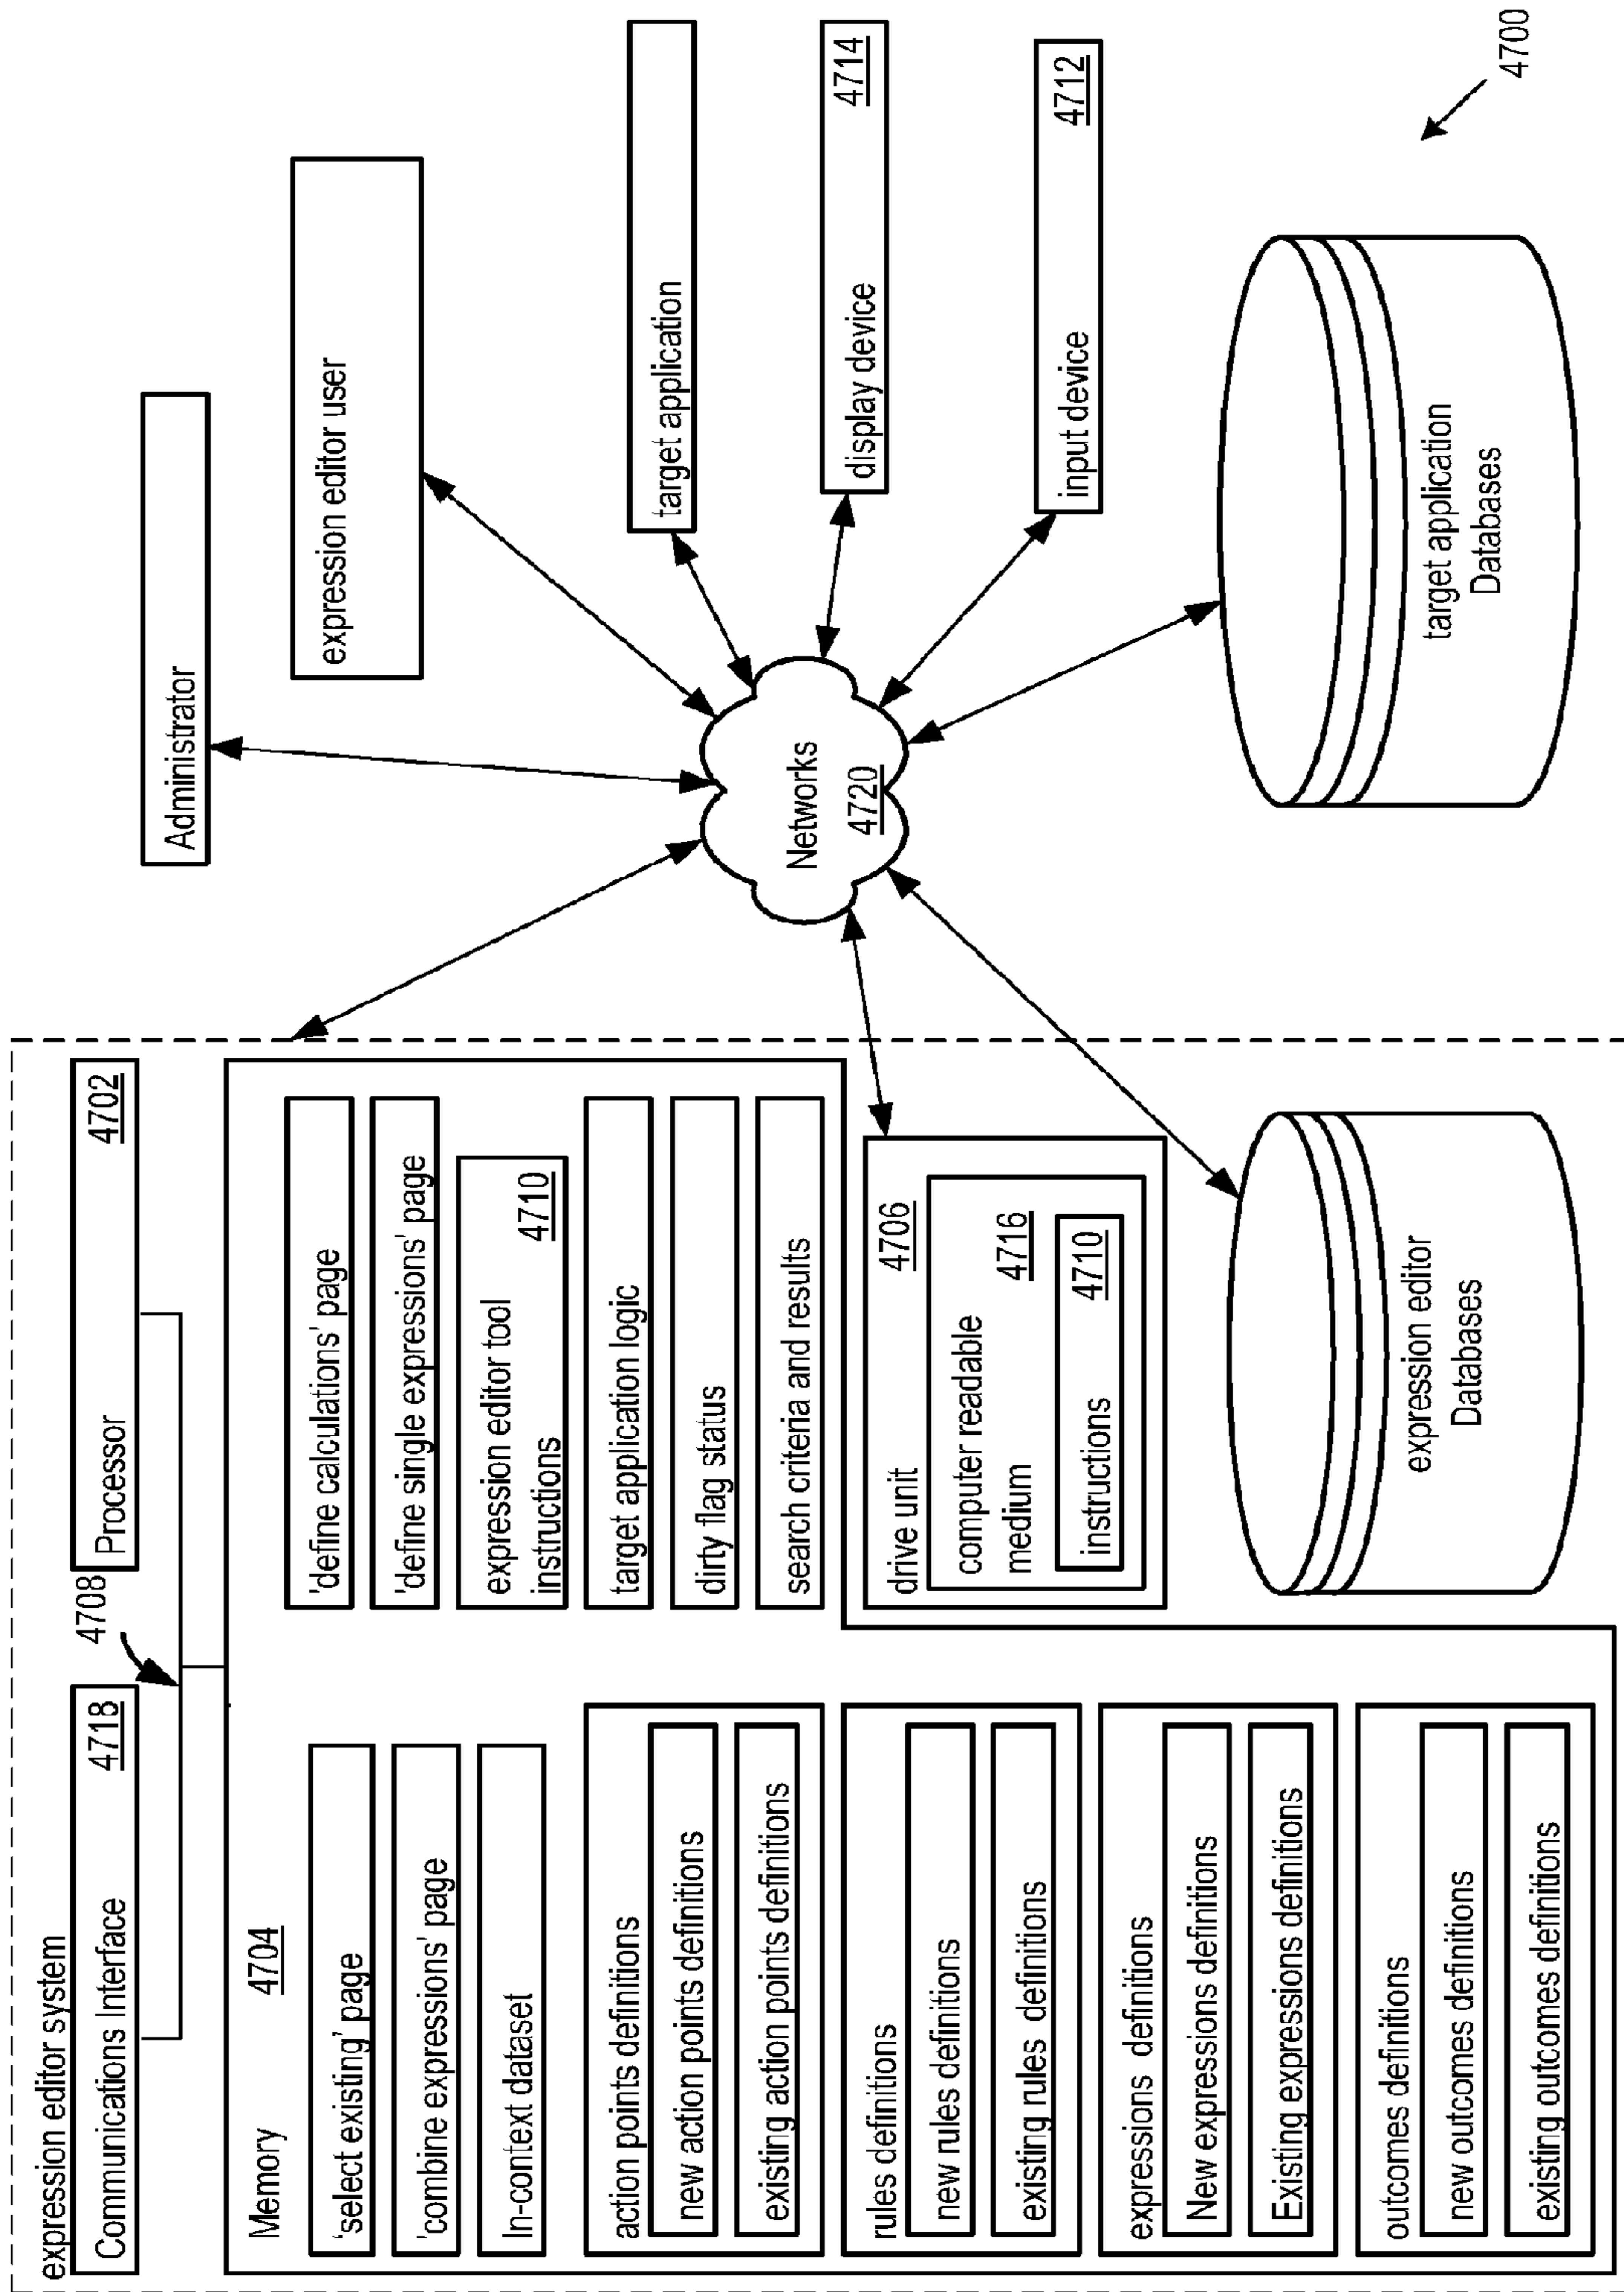 expression editor system
Communications Interface 4718
4708
Processor 4702
Memory 4704
'select existing' page
'combine expressions' page
In-context dataset
action points definitions
new action points definitions
existing action points definitions
rules definitions
new rules definitions
existing rules definitions
expressions definitions
New expressions definitions
Existing expressions definitions
outcomes definitions
new outcomes definitions
existing outcomes definitions
'define calculations' page
'define single expressions' page
expression editor tool
instructions 4710
target application logic
dirty flag status
search criteria and results
drive unit 4706
computer readable
medium 4716
instructions 4710
expression editor
Databases
Networks
4720
Administrator
expression editor user
target application
display device 4714
input device 4712
target application
Databases
4700